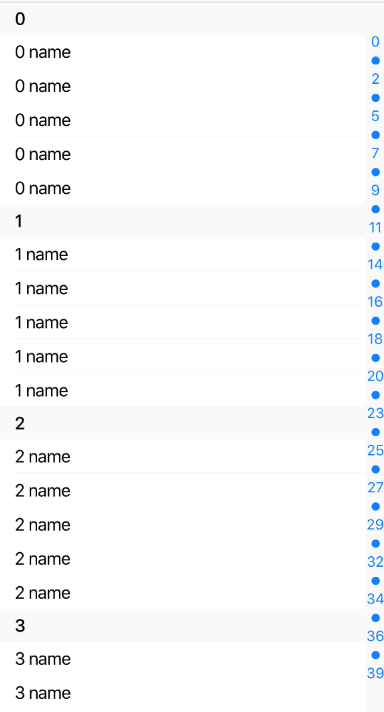 0
0 name
0 name
0 name
0 name
0 name
1
1 name
1 name
1 name
1 name
1 name
2
2 name
2 name
2 name
2 name
2 name
3
3 name
3 name
0
●
2
●
5
●
7
●
9
●
11
●
14
●
16
●
18
●
20
●
23
●
25
●
27
●
29
●
32
●
34
●
36
●
39